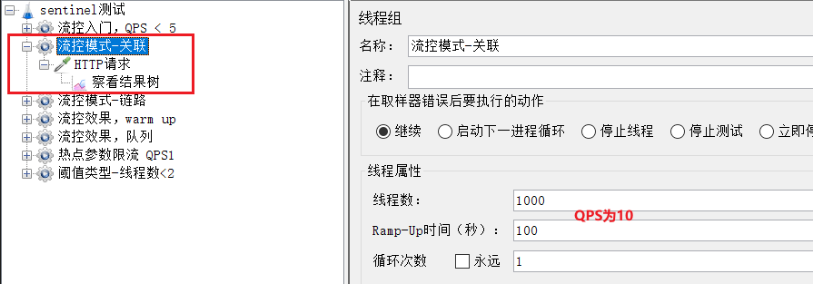 sentinel测试
流控入门, QPS < 5
流控模式-关联
HTTP请求
察看结果树
流控模式-链路
流控效果, warm up
流控效果, 队列
热点参数限流 QPS1
阈值类型-线程数<2
线程组
名称： 流控模式-关联
注释：
在取样器错误后要执行的动作
继续 启动下一进程循环 停止线程 停止测试 立即停
线程属性
线程数： 1000
QPS为10
Ramp-Up时间（秒）： 100
循环次数 永远 1